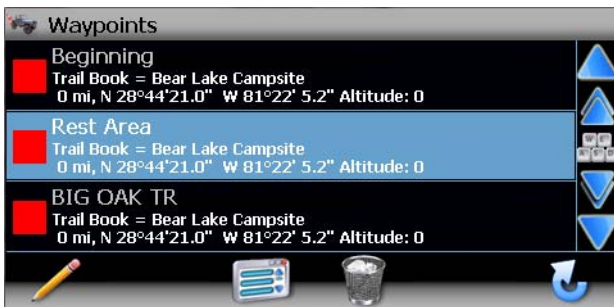 Waypoints
Beginning
Trail Book = Bear Lake Campsite
0 mi, N 28°44'21.0" W 81°22' 5.2" Altitude: 0
Rest Area
Trail Book = Bear Lake Campsite
0 mi, N 28°44'21.0" W 81°22' 5.2" Altitude: 0
BIG OAK TR
Trail Book = Bear Lake Campsite
0 mi, N 28°44'21.0" W 81°22' 5.2" Altitude: 0